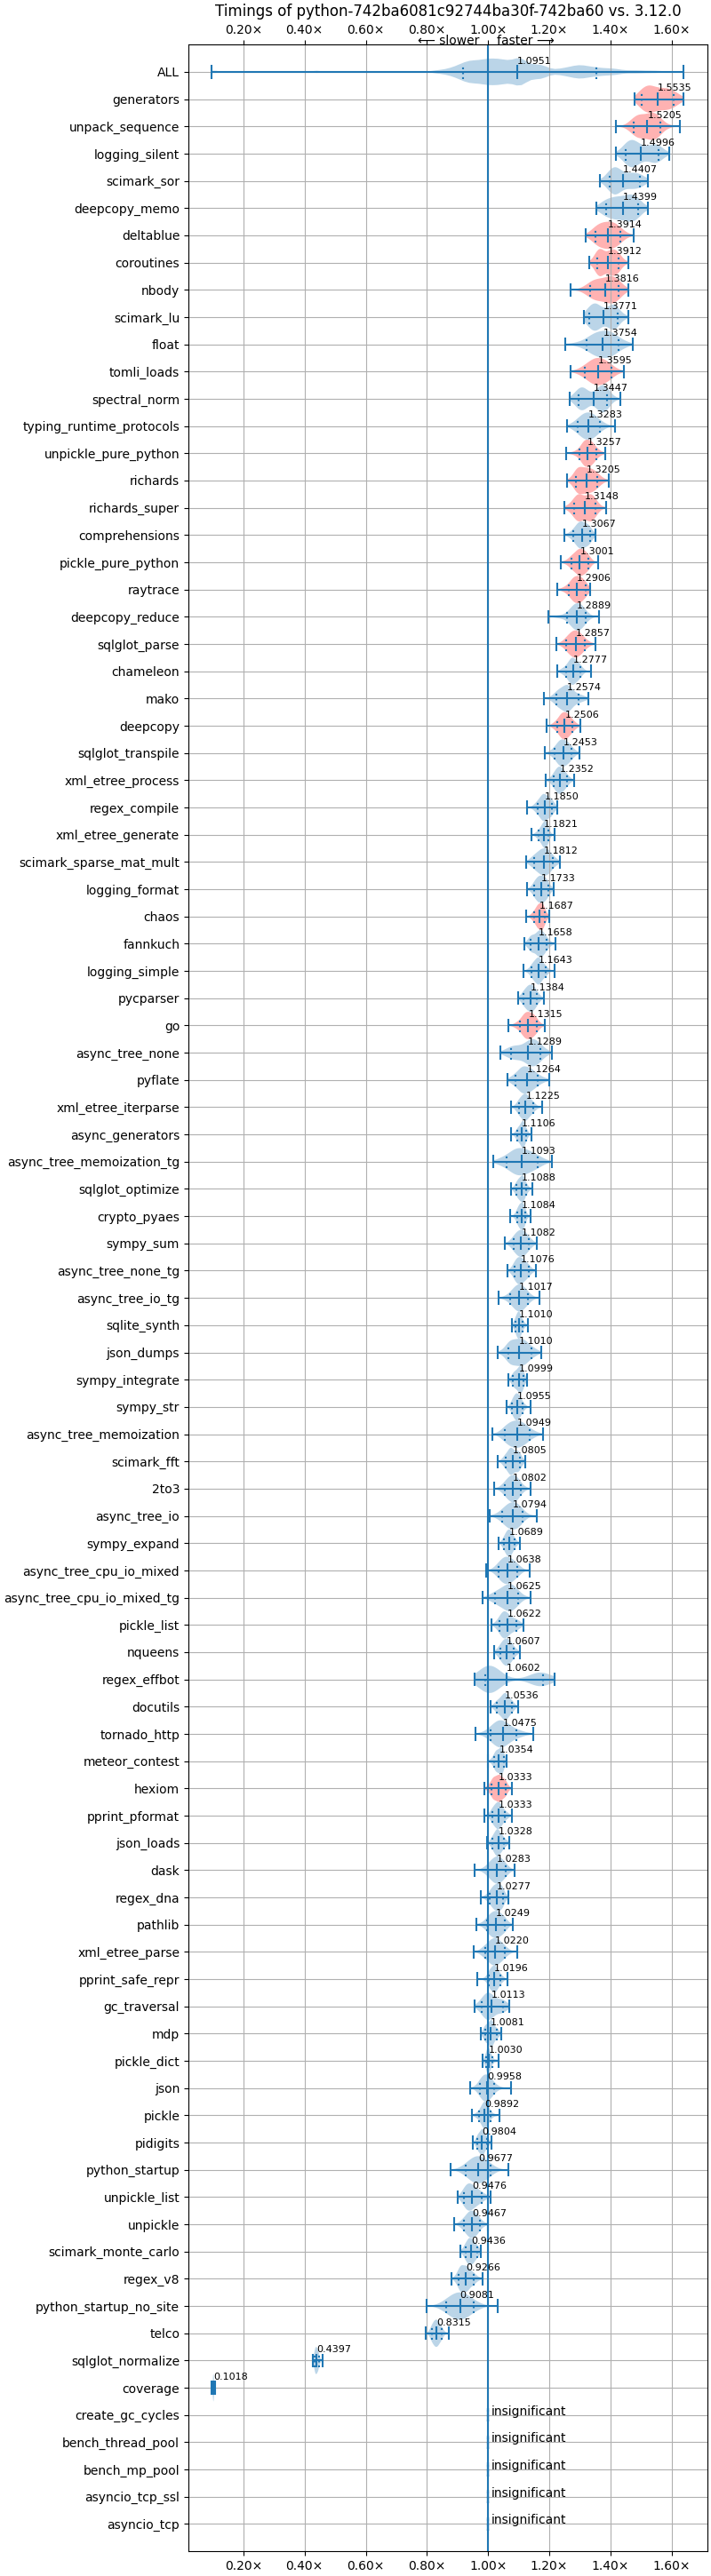 Timings of python-742ba6081c92744ba30f-742ba60 vs. 3.12.0
0.20× 0.40× 0.60× 0.80× 1.00× 1.20× 1.40× 1.60×
⟵ slower faster ⟶
ALL 1.0951
generators 1.5535
unpack_sequence 1.5205
logging_silent 1.4996
scimark_sor 1.4407
deepcopy_memo 1.4399
deltablue 1.3914
coroutines 1.3912
nbody 1.3816
scimark_lu 1.3771
float 1.3754
tomli_loads 1.3595
spectral_norm 1.3447
typing_runtime_protocols 1.3283
unpickle_pure_python 1.3257
richards 1.3205
richards_super 1.3148
comprehensions 1.3067
pickle_pure_python 1.3001
raytrace 1.2906
deepcopy_reduce 1.2889
sqlglot_parse 1.2857
chameleon 1.2777
mako 1.2574
deepcopy 1.2506
sqlglot_transpile 1.2453
xml_etree_process 1.2352
regex_compile 1.1850
xml_etree_generate 1.1821
scimark_sparse_mat_mult 1.1812
logging_format 1.1733
chaos 1.1687
fannkuch 1.1658
logging_simple 1.1643
pycparser 1.1384
go 1.1315
async_tree_none 1.1289
pyflate 1.1264
xml_etree_iterparse 1.1225
async_generators 1.1106
async_tree_memoization_tg 1.1093
sqlglot_optimize 1.1088
crypto_pyaes 1.1084
sympy_sum 1.1082
async_tree_none_tg 1.1076
async_tree_io_tg 1.1017
sqlite_synth 1.1010
json_dumps 1.1010
sympy_integrate 1.0999
sympy_str 1.0955
async_tree_memoization 1.0949
scimark_fft 1.0805
2to3 1.0802
async_tree_io 1.0794
sympy_expand 1.0689
async_tree_cpu_io_mixed 1.0638
async_tree_cpu_io_mixed_tg 1.0625
pickle_list 1.0622
nqueens 1.0607
regex_effbot 1.0602
docutils 1.0536
tornado_http 1.0475
meteor_contest 1.0354
hexiom 1.0333
pprint_pformat 1.0333
json_loads 1.0328
dask 1.0283
regex_dna 1.0277
pathlib 1.0249
xml_etree_parse 1.0220
pprint_safe_repr 1.0196
gc_traversal 1.0113
mdp 1.0081
pickle_dict 1.0030
json 0.9958
pickle 0.9892
pidigits 0.9804
python_startup 0.9677
unpickle_list 0.9476
unpickle 0.9467
scimark_monte_carlo 0.9436
regex_v8 0.9266
python_startup_no_site 0.9081
telco 0.8315
sqlglot_normalize 0.4397
coverage 0.1018
create_gc_cycles insignificant
bench_thread_pool insignificant
bench_mp_pool insignificant
asyncio_tcp_ssl insignificant
asyncio_tcp insignificant
0.20× 0.40× 0.60× 0.80× 1.00× 1.20× 1.40× 1.60×